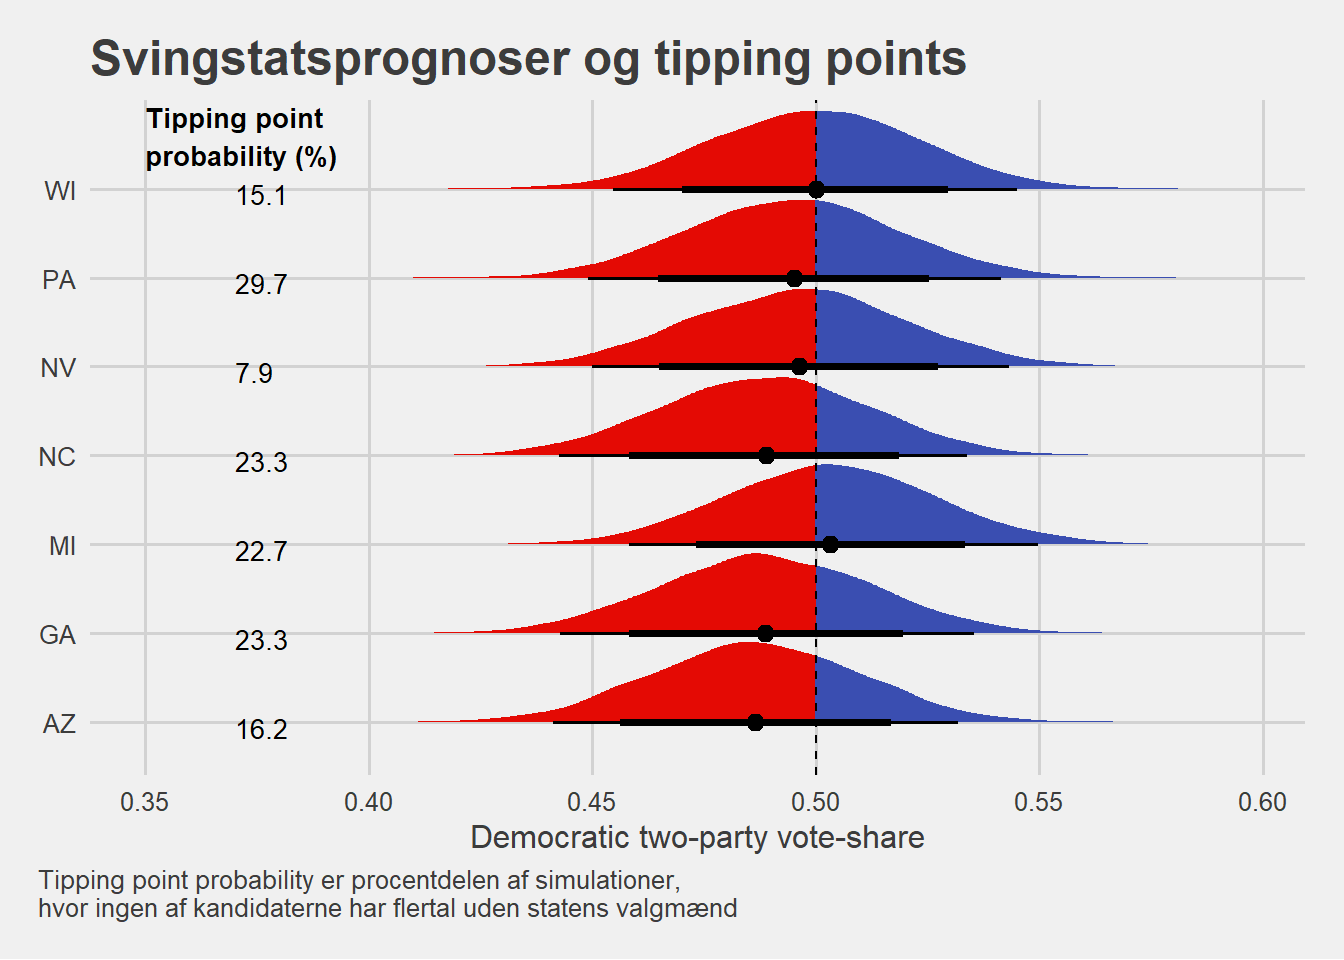 Svingstatsprognoser og tipping points
Tipping point
probability (%)
WI 15.1
PA 29.7
NV 7.9
NC 23.3
MI 22.7
GA 23.3
AZ 16.2
0.35 0.40 0.45 0.50 0.55 0.60
Democratic two-party vote-share
Tipping point probability er procentdelen af simulationer,
hvor ingen af kandidaterne har flertal uden statens valgmænd